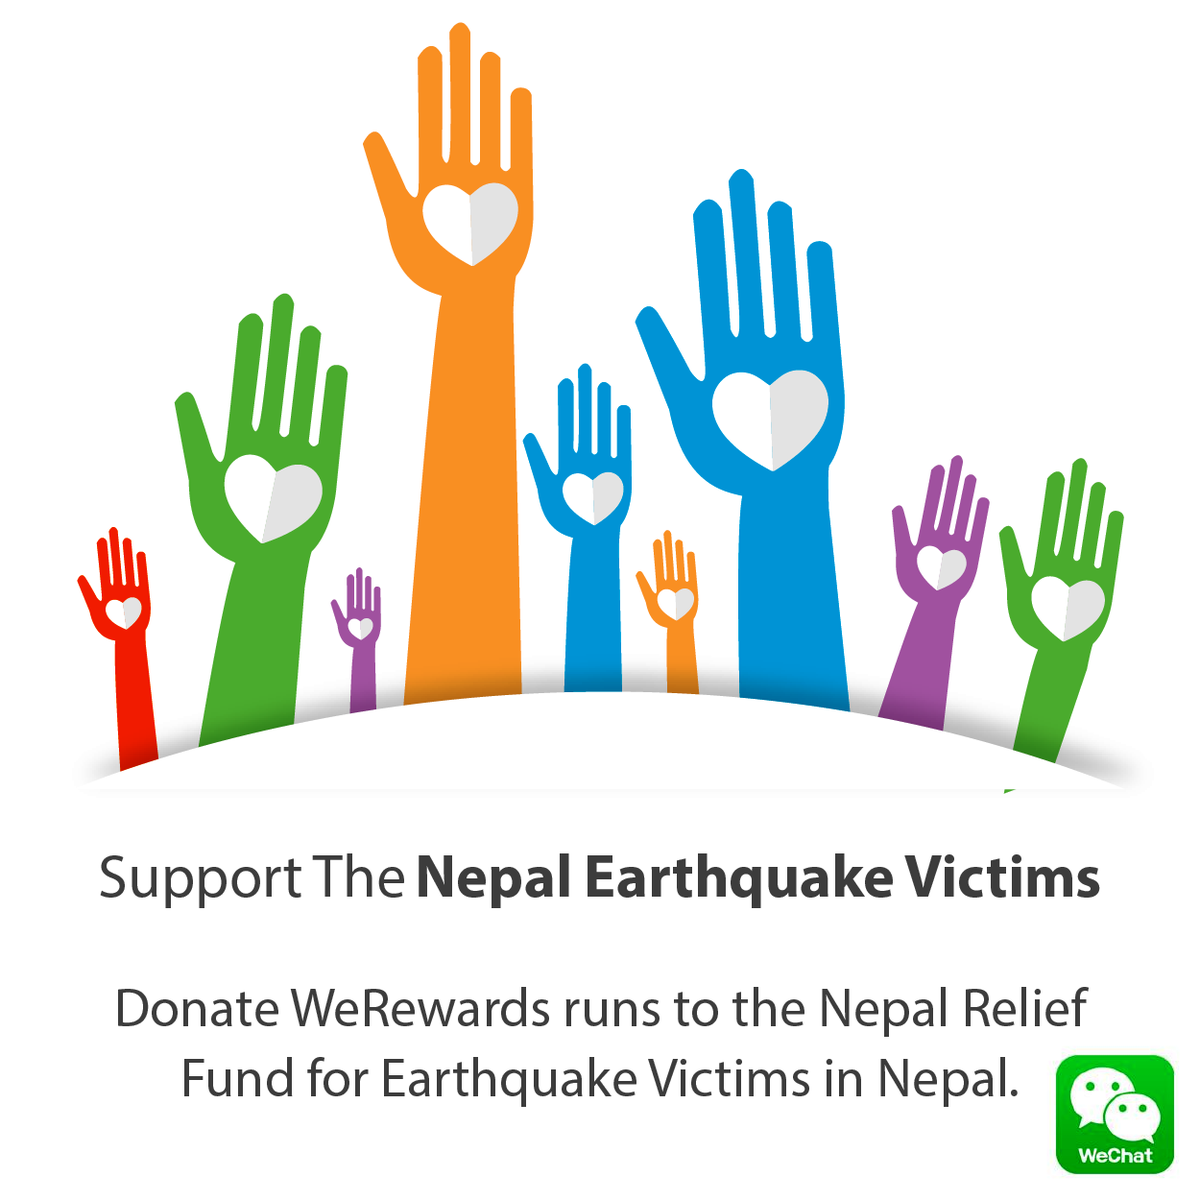 Support The Nepal Earthquake Victims
Donate WeRewards runs to the Nepal Relief
Fund for Earthquake Victims in Nepal.
WeChat